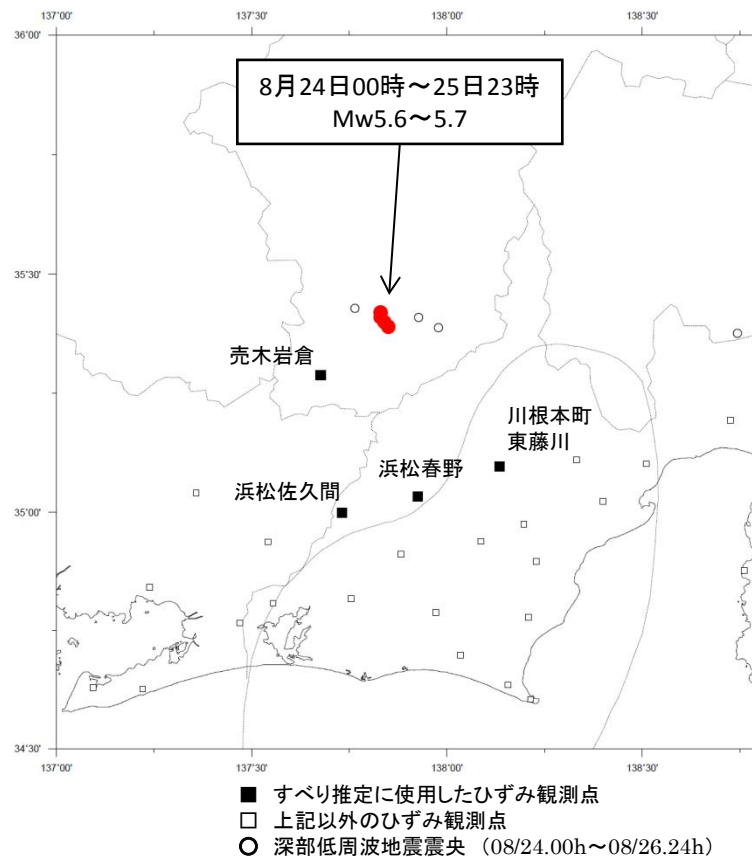 137°00'
137°30'
138°00'
138°30'
36°00'
8月24日00時～25日23時
Mw5.6～5.7
35°30'
売木岩倉
川根本町
東藤川
浜松春野
浜松佐久間
35°00'
34°30'
137°00'
137°30'
138°00'
138°30'
■ すべり推定に使用したひずみ観測点
□ 上記以外のひずみ観測点
○ 深部低周波地震震央 (08/24.00h～08/26.24h)